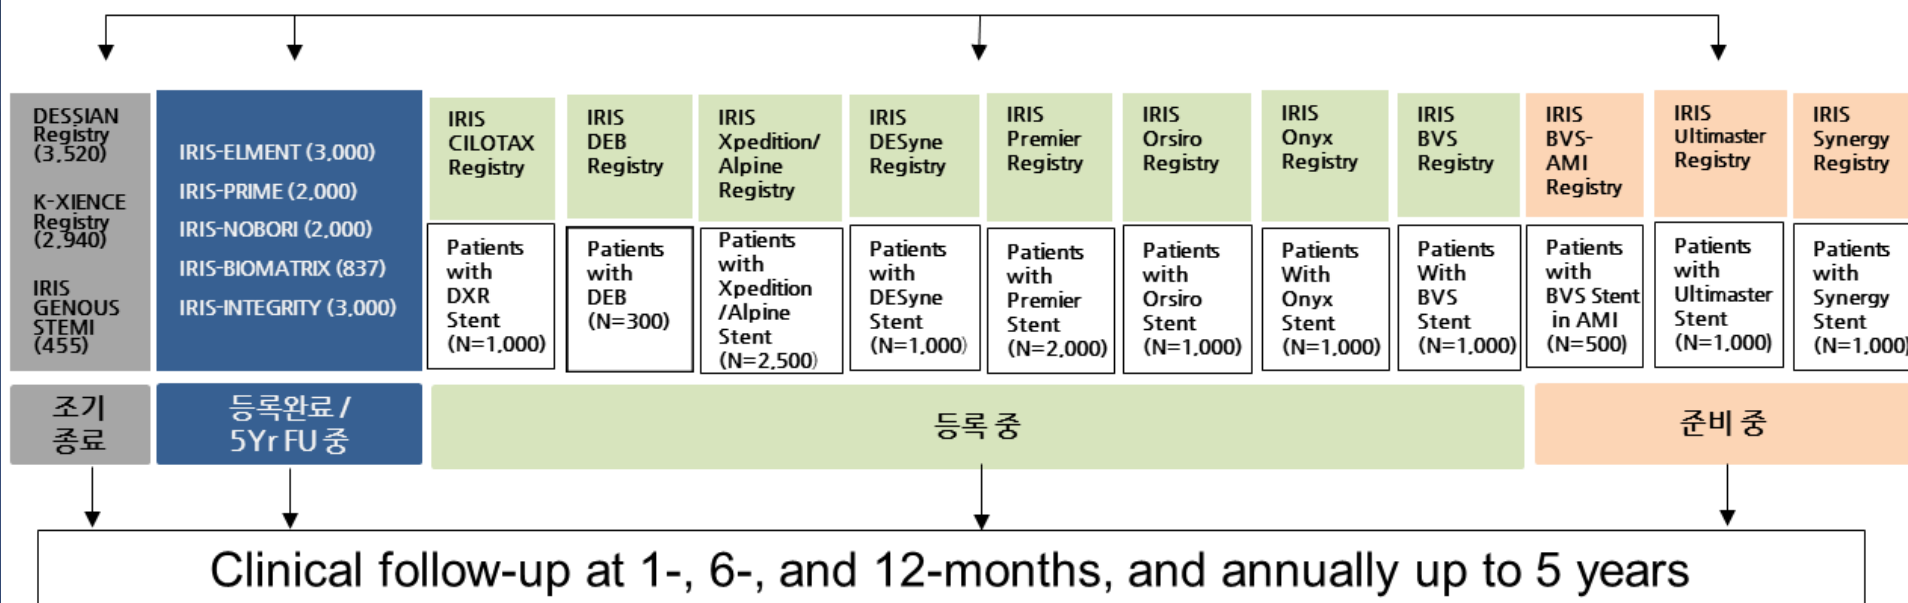 DESSIAN
Registry
(3,520)
K-XIENCE
Registry
(2,940)
IRIS
GENOUS
STEMI
(455)
IRIS-ELMENT (3,000)
IRIS-PRIME (2,000)
IRIS-NOBORI (2,000)
IRIS-BIOMATRIX (837)
IRIS-INTEGRITY (3,000)
IRIS
CILOTAX
Registry
Patients
with
DXR
Stent
(N=1,000)
IRIS
DEB
Registry
Patients
with
DEB
(N=300)
IRIS
Xpedition/
Alpine
Registry
Patients
with
Xpedition
/Alpine
Stent
(N=2,500)
IRIS
DESyne
Registry
Patients
with
DESyne
Stent
(N=1,000)
IRIS
Premier
Registry
Patients
with
Premier
Stent
(N=2,000)
IRIS
Orsiro
Registry
Patients
with
Orsiro
Stent
(N=1,000)
IRIS
Onyx
Registry
Patients
With
Onyx
Stent
(N=1,000)
IRIS
BVS
Registry
Patients
With
BVS
Stent
(N=1,000)
IRIS
BVS-
AMI
Registry
Patients
with
BVS Stent
in AMI
(N=500)
IRIS
Ultimaster
Registry
Patients
with
Ultimaster
Stent
(N=1,000)
IRIS
Synergy
Registry
Patients
with
Synergy
Stent
(N=1,000)
조기
종료
등록완료 /
5Yr FU 중
등록 중
준비 중
Clinical follow-up at 1-, 6-, and 12-months, and annually up to 5 years